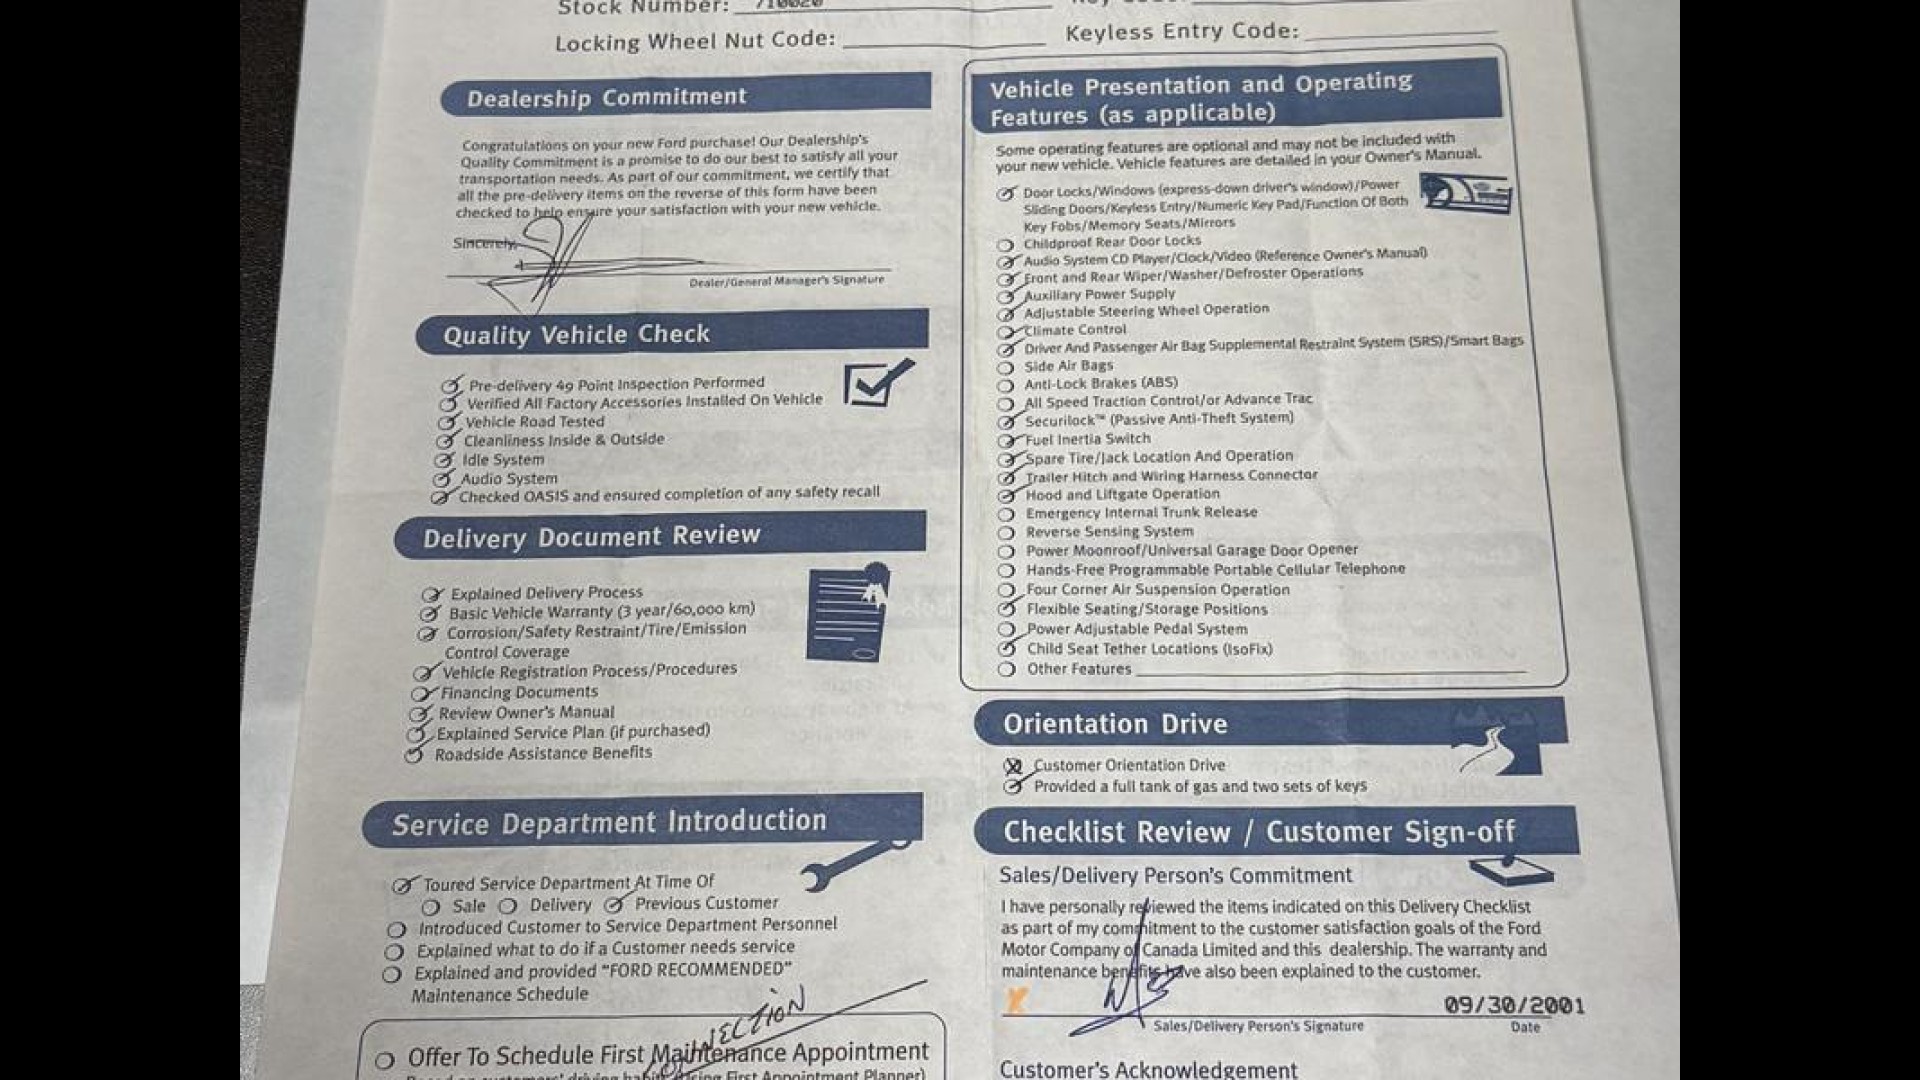 Stock Number: 710020
Locking Wheel Nut Code:
Keyless Entry Code:
Dealership Commitment
Congratulations on your new Ford purchase! Our Dealership's
Quality Commitment is a promise to do our best to satisfy all your
transportation needs. As part of our commitment, we certify that
all the pre-delivery items on the reverse of this form have been
checked to help ensure your satisfaction with your new vehicle.
Sincerely,
Dealer/General Manager's Signature
Quality Vehicle Check
Pre-delivery 49 Point Inspection Performed
Verified All Factory Accessories Installed On Vehicle
Vehicle Road Tested
Cleanliness Inside & Outside
Idle System
Audio System
Checked OASIS and ensured completion of any safety recall
Delivery Document Review
Explained Delivery Process
Basic Vehicle Warranty (3 year/60,000 km)
Corrosion/Safety Restraint/Tire/Emission
Control Coverage
Vehicle Registration Process/Procedures
Financing Documents
Review Owner's Manual
Explained Service Plan (if purchased)
Roadside Assistance Benefits
Service Department Introduction
Toured Service Department At Time Of
Sale Delivery Previous Customer
Introduced Customer to Service Department Personnel
Explained what to do if a Customer needs service
Explained and provided "FORD RECOMMENDED"
Maintenance Schedule
Offer To Schedule First Maintenance Appointment
Vehicle Presentation and Operating
Features (as applicable)
Some operating features are optional and may not be included with
your new vehicle. Vehicle features are detailed in your Owner's Manual.
Door Locks/Windows (express-down driver's window)/Power
Sliding Doors/Keyless Entry/Numeric Key Pad/Function Of Both
Key Fobs/Memory Seats/Mirrors
Childproof Rear Door Locks
Audio System CD Player/Clock/Video (Reference Owner's Manual)
Front and Rear Wiper/Washer/Defroster Operations
Auxiliary Power Supply
Adjustable Steering Wheel Operation
Climate Control
Driver And Passenger Air Bag Supplemental Restraint System (SRS)/Smart Bags
Side Air Bags
Anti-Lock Brakes (ABS)
All Speed Traction Control/or Advance Trac
Securilock™ (Passive Anti-Theft System)
Fuel Inertia Switch
Spare Tire/Jack Location And Operation
Trailer Hitch and Wiring Harness Connector
Hood and Liftgate Operation
Emergency Internal Trunk Release
Reverse Sensing System
Power Moonroof/Universal Garage Door Opener
Hands-Free Programmable Portable Cellular Telephone
Four Corner Air Suspension Operation
Flexible Seating/Storage Positions
Power Adjustable Pedal System
Child Seat Tether Locations (IsoFix)
Other Features
Orientation Drive
Customer Orientation Drive
Provided a full tank of gas and two sets of keys
Checklist Review / Customer Sign-off
Sales/Delivery Person's Commitment
I have personally reviewed the items indicated on this Delivery Checklist
as part of my commitment to the customer satisfaction goals of the Ford
Motor Company of Canada Limited and this dealership. The warranty and
maintenance benefits have also been explained to the customer.
X 09/30/2001
Sales/Delivery Person's Signature Date
Customer's Acknowledgement